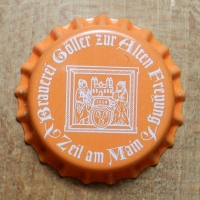 Brauerei Göller zur Alten Freyung
Zeil am Main